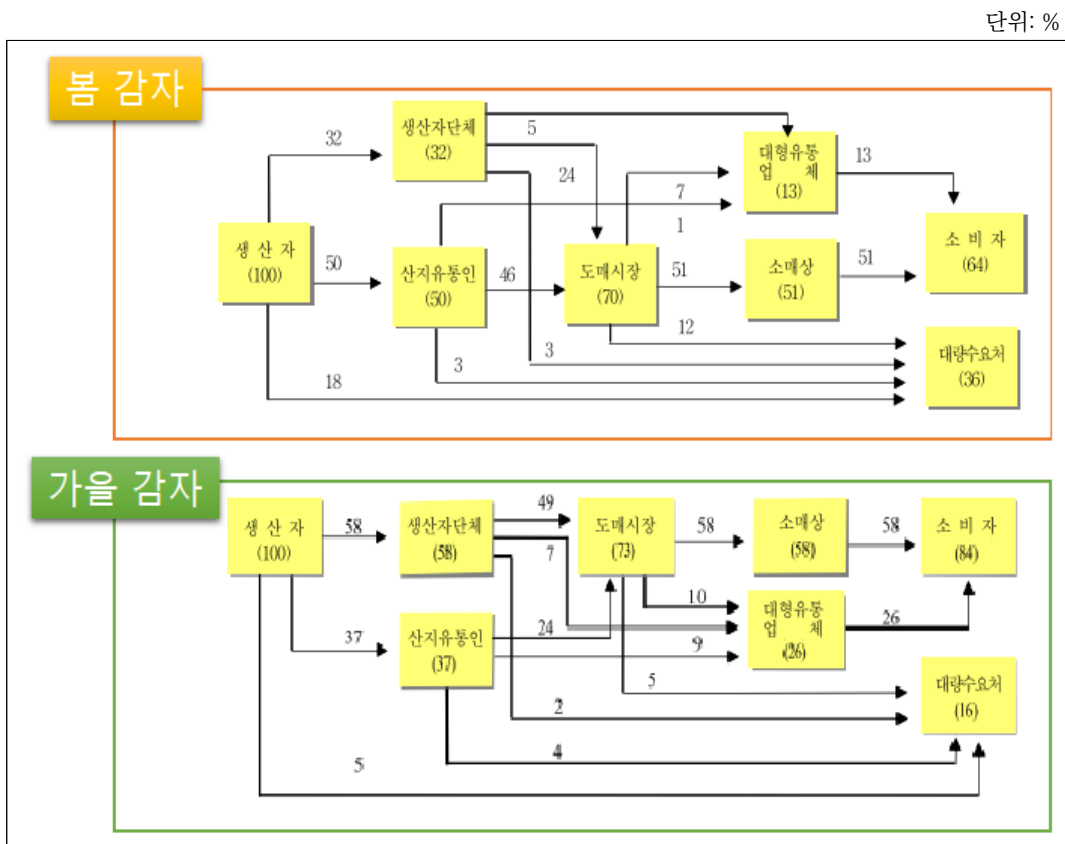 단위: %
봄 감자
32
생산자단체
(32)
5
24
대형유통
업 체
(13)
13
7
1
생 산 자
(100)
50
산지유통인
(50)
46
도매시장
(70)
51
소매상
(51)
51
소 비 자
(64)
12
3
3
18
대량수요처
(36)
가을 감자
생 산 자
(100)
58
생산자단체
(58)
49
7
도매시장
(73)
58
소매상
(58)
58
소 비 자
(84)
37
산지유통인
(37)
24
9
10
대형유통
업 체
(26)
26
5
2
대량수요처
(16)
4
5